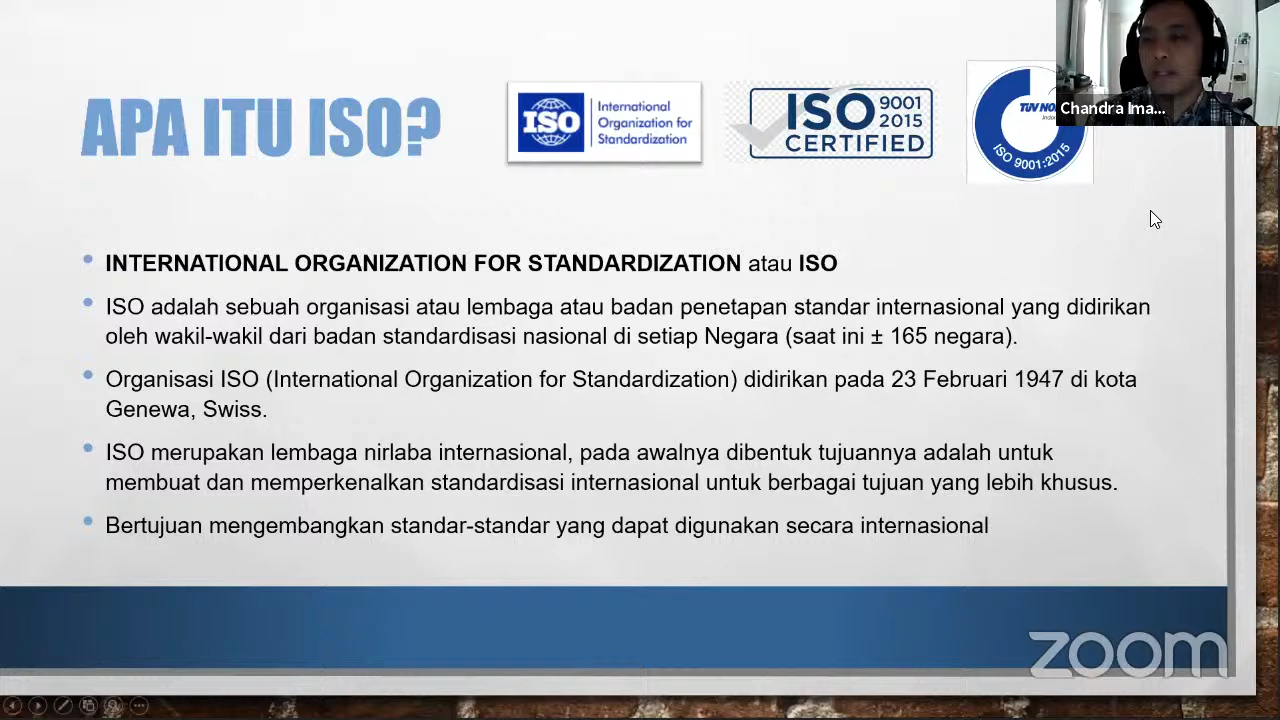 APA ITU ISO?
ISO
International
Organization for
Standardization
ISO 9001
2015
CERTIFIED
ISO 9001:2015
Chandra Ima...
INTERNATIONAL ORGANIZATION FOR STANDARDIZATION atau ISO
ISO adalah sebuah organisasi atau lembaga atau badan penetapan standar internasional yang didirikan
oleh wakil-wakil dari badan standardisasi nasional di setiap Negara (saat ini ± 165 negara).
Organisasi ISO (International Organization for Standardization) didirikan pada 23 Februari 1947 di kota
Genewa, Swiss.
ISO merupakan lembaga nirlaba internasional, pada awalnya dibentuk tujuannya adalah untuk
membuat dan memperkenalkan standardisasi internasional untuk berbagai tujuan yang lebih khusus.
Bertujuan mengembangkan standar-standar yang dapat digunakan secara internasional
zoom